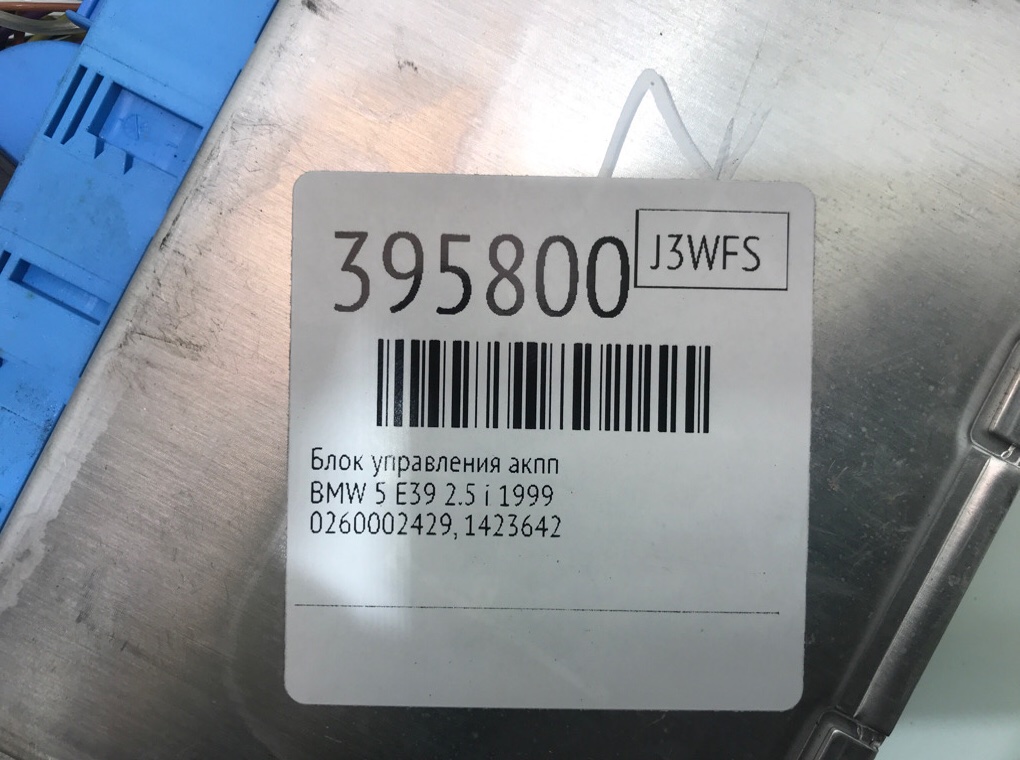 395800
J3WFS
Блок управления акпп
BMW 5 E39 2.5 i 1999
0260002429, 1423642